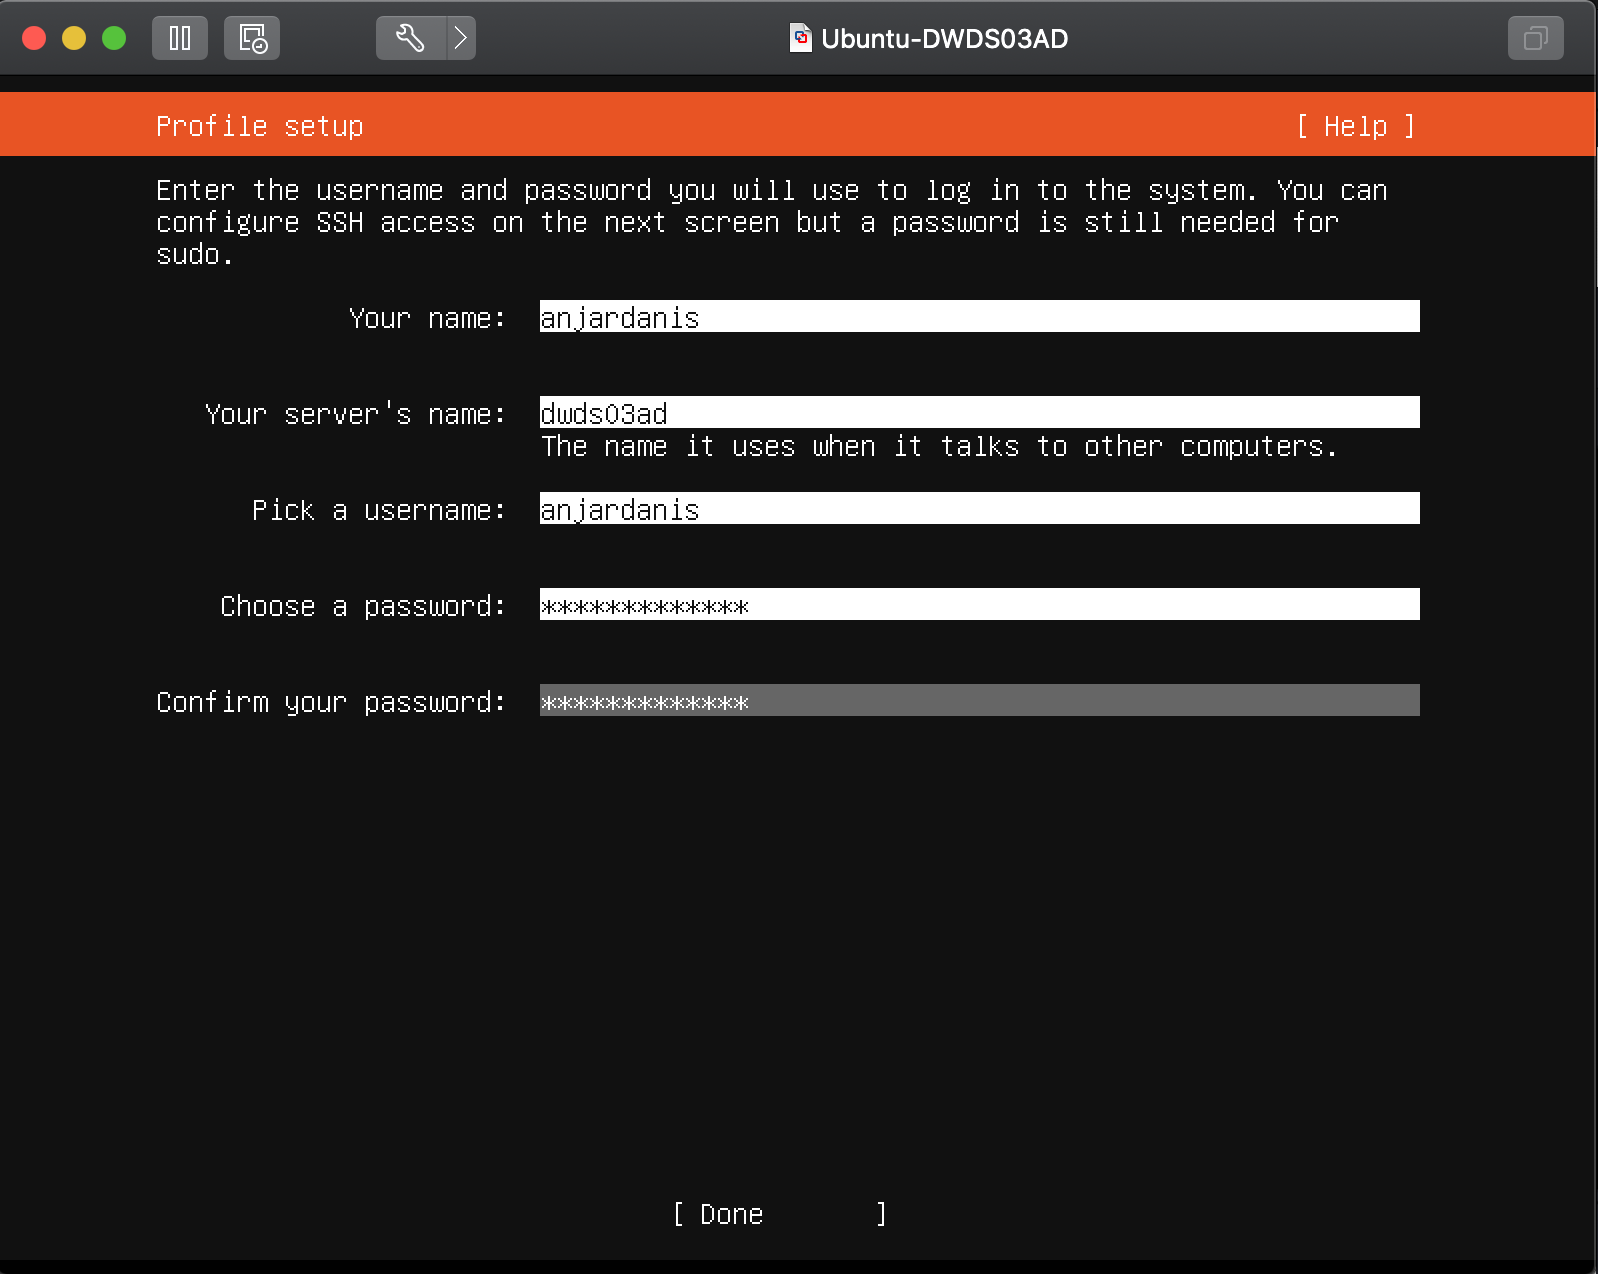 Ubuntu-DWDS03AD
Profile setup [ Help ]
Enter the username and password you will use to log in to the system. You can
configure SSH access on the next screen but a password is still needed for
sudo.
Your name: anjardanis
Your server's name: dwds03ad
The name it uses when it talks to other computers.
Pick a username: anjardanis
Choose a password: *************
Confirm your password: *************
[ Done ]